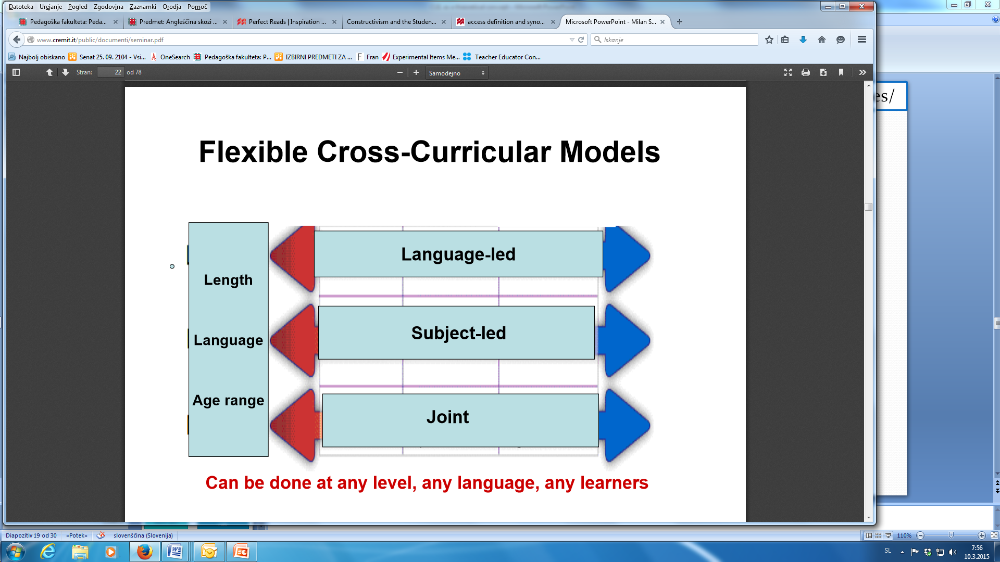 Datoteka Urejanje Pogled Zgodovina Zaznamki Orodja Pomoč
Pedagoška fakulteta: Peda...
Predmet: Angleščina skozi ...
Perfect Reads | Inspiration ...
Constructivism and the Studen...
access definition and syno...
Microsoft PowerPoint - Milan S...
www.cremit.it/public/documenti/seminar.pdf
Iskanje
Najbolj obiskano
Senat 25. 09. 2104 - Vsi...
OneSearch
Pedagoška fakulteta: P...
IZBIRNI PREDMETI ZA ...
Fran
Experimental Items Me...
Teacher Educator Con...
Stran: 22 od 78
Samodejno
es/
Flexible Cross-Curricular Models
Length
Language
Age range
Language-led
Subject-led
Joint
Can be done at any level, any language, any learners
Diapozitiv 19 od 30
»Potek«
slovenščina (Slovenija)
110%
SL
7:56
10.3.2015